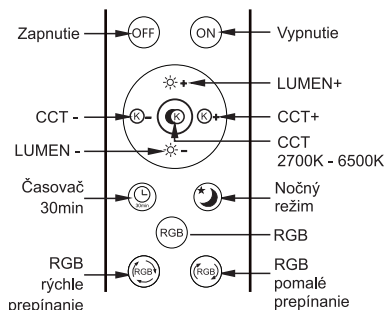 Zapnutie OFF ON Vypnutie
LUMEN+
CCT - K K K CCT+
LUMEN - CCT
2700K - 6500K
Časovač
30min
30min
Nočný
režim
RGB RGB
RGB
rýchle
prepínanie
RGB RGB
RGB
pomalé
prepínanie